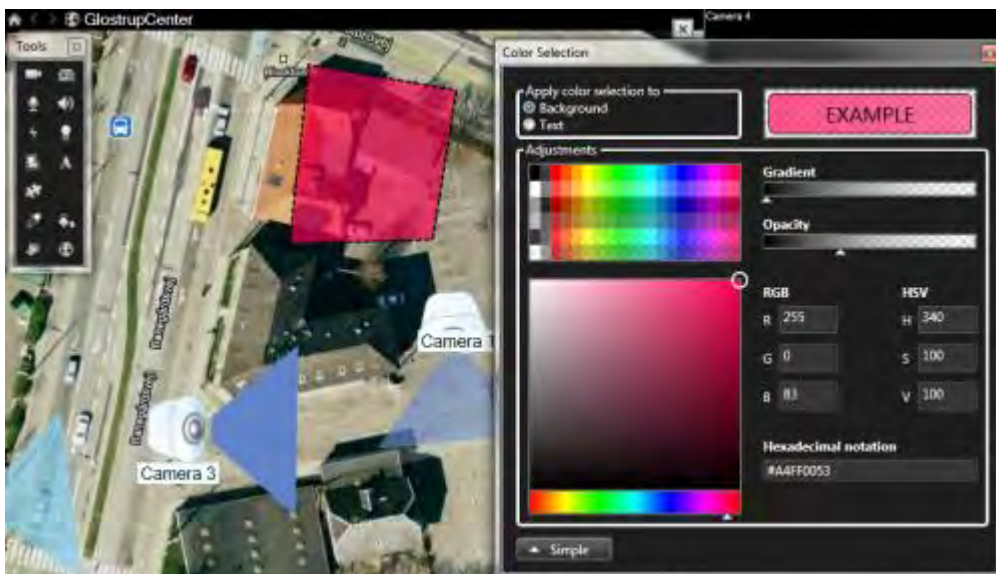 GlostrupCenter
Camera 4
Tools
Color Selection
Apply color selection to
Background
Text
EXAMPLE
Adjustments
Gradient
Opacity
RGB
HSV
R 255
H 340
G 0
S 100
B 83
V 100
Hexadecimal notation
#A4FF0053
Simple
Camera 1
Camera 3
A